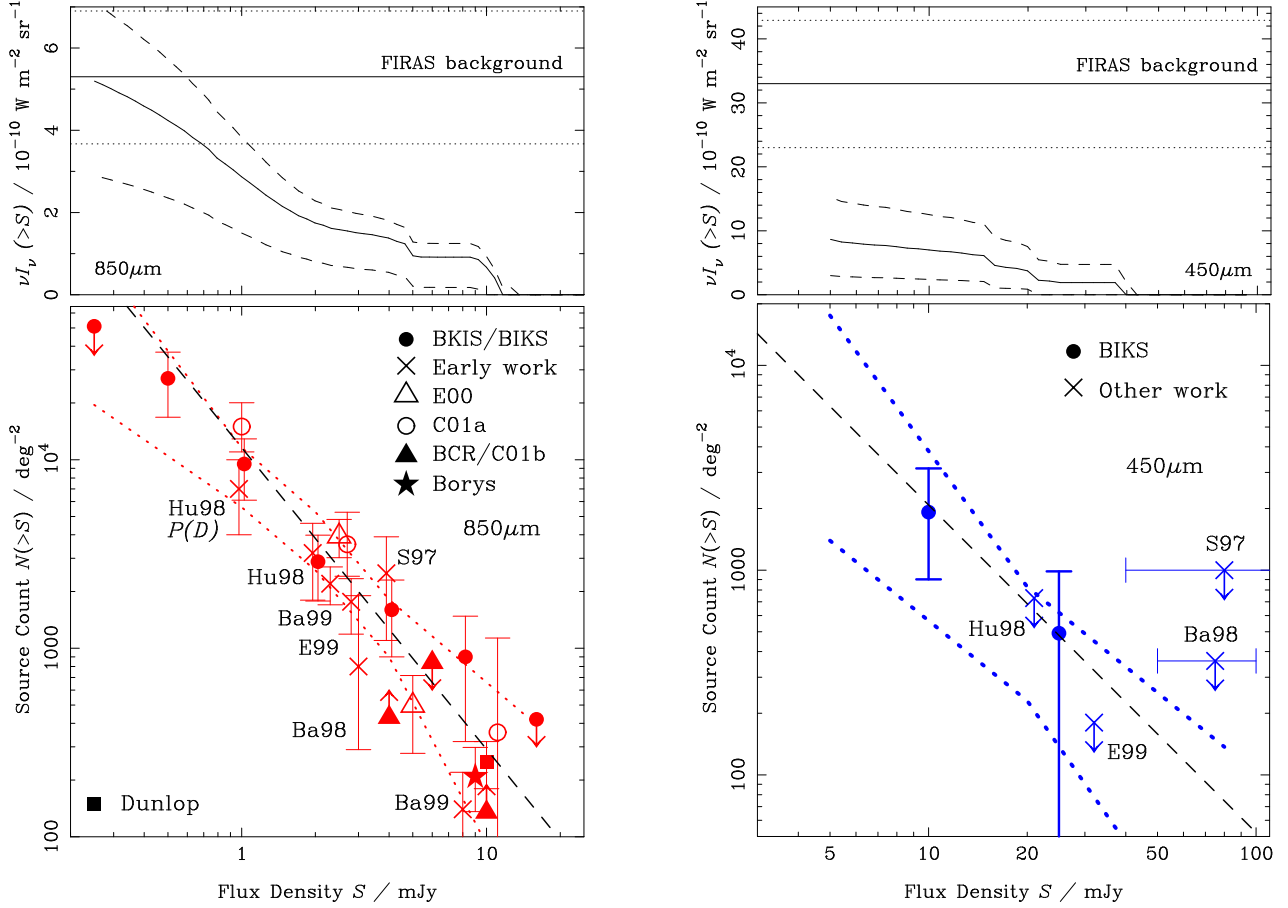 νIν (>S) / 10⁻¹⁰ W m⁻² sr⁻¹
6
4
2
0
FIRAS background
850μm
νIν (>S) / 10⁻¹⁰ W m⁻² sr⁻¹
40
30
20
10
0
FIRAS background
450μm
Source Count N(>S) / deg⁻²
10⁴
1000
100
BKIS/BIKS
Early work
E00
C01a
BCR/C01b
Borys
850μm
Hu98
P(D)
S97
Hu98
Ba99
E99
Ba98
Ba99
Dunlop
1
10
Flux Density S / mJy
Source Count N(>S) / deg⁻²
10⁴
1000
100
BIKS
Other work
450μm
S97
Hu98
Ba98
E99
5
10
20
50
100
Flux Density S / mJy